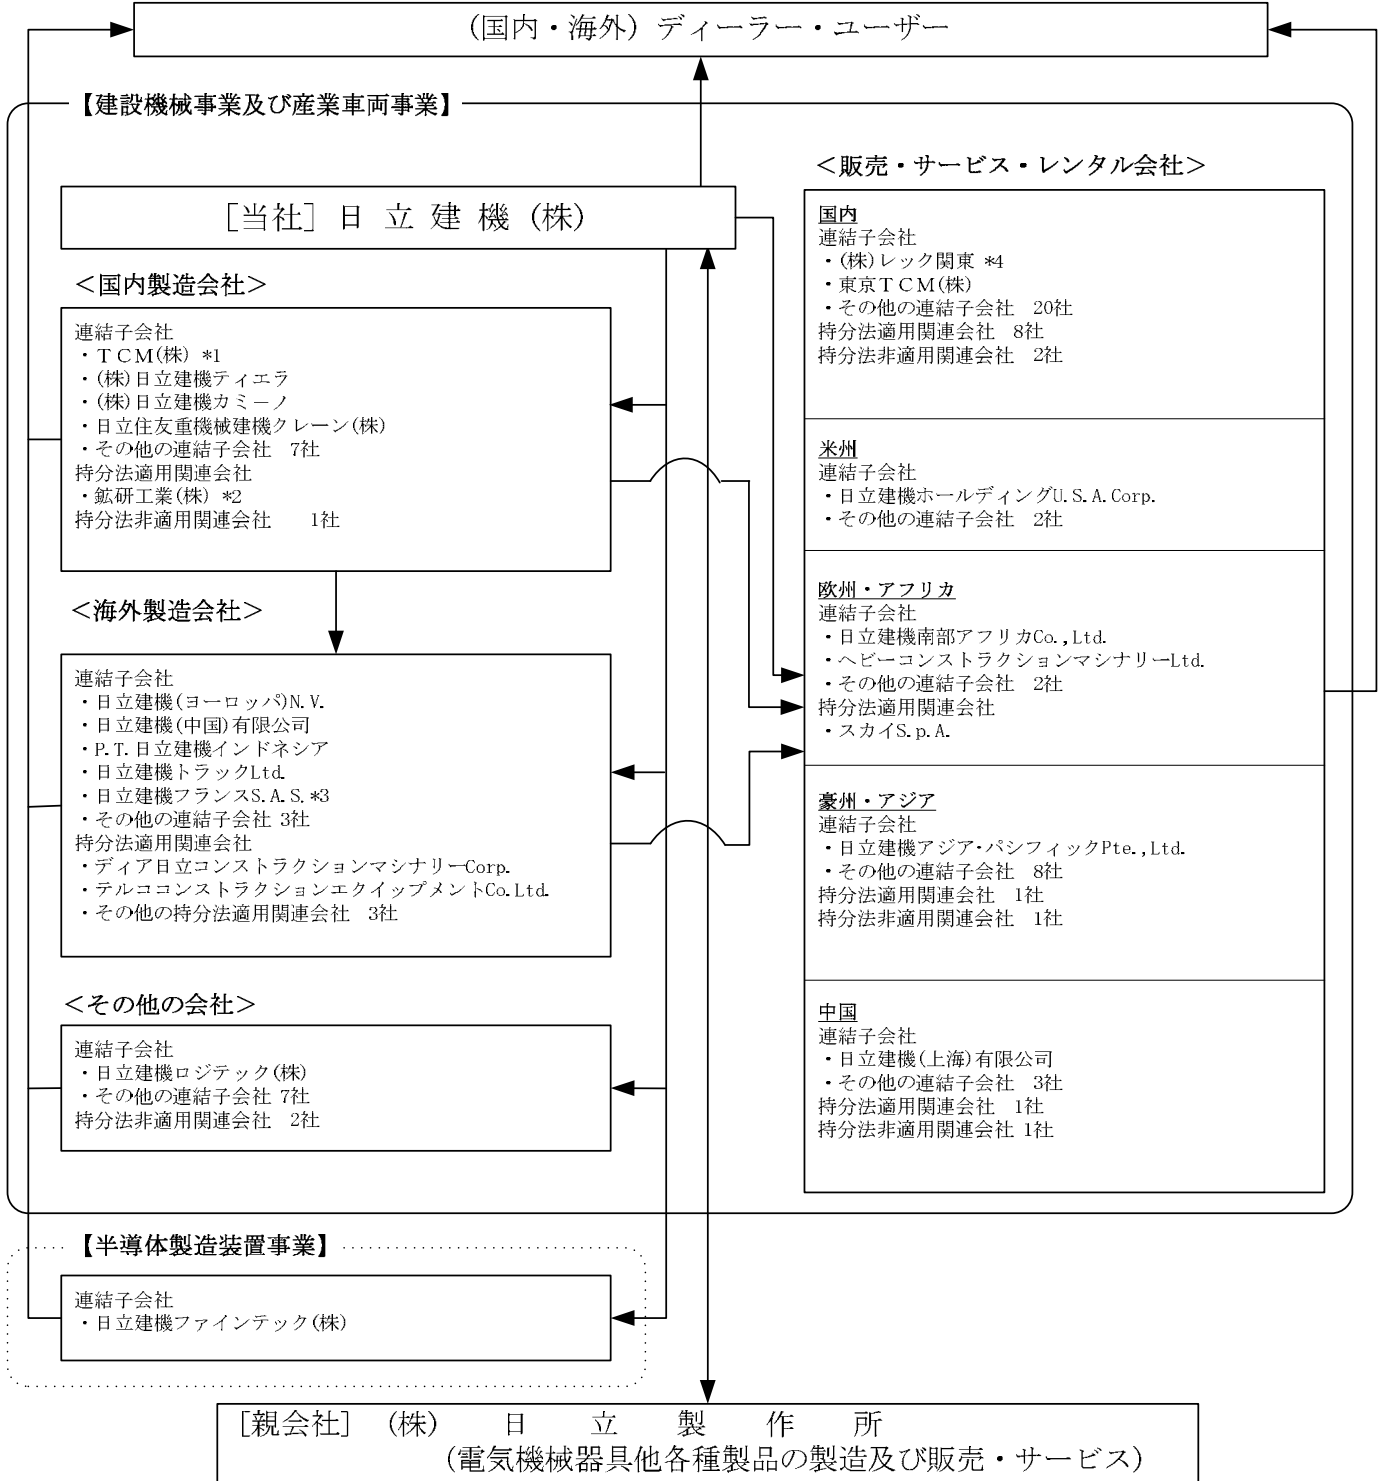 (国内・海外) ディーラー・ユーザー
【建設機械事業及び産業車両事業】
[当社] 日 立 建 機 (株)
＜国内製造会社＞
連結子会社
・ＴＣＭ(株) *1
・(株)日立建機ティエラ
・(株)日立建機カミーノ
・日立住友重機械建機クレーン(株)
・その他の連結子会社 7社
持分法適用関連会社
・鉱研工業(株) *2
持分法非適用関連会社 1社
＜海外製造会社＞
連結子会社
・日立建機(ヨーロッパ)N.V.
・日立建機(中国)有限公司
・P.T.日立建機インドネシア
・日立建機トラックLtd.
・日立建機フランスS.A.S.*3
・その他の連結子会社 3社
持分法適用関連会社
・ディア日立コンストラクションマシナリーCorp.
・テルココンストラクションエクイップメントCo.Ltd.
・その他の持分法適用関連会社 3社
＜その他の会社＞
連結子会社
・日立建機ロジテック(株)
・その他の連結子会社 7社
持分法非適用関連会社 2社
＜販売・サービス・レンタル会社＞
国内
連結子会社
・(株)レック関東 *4
・東京ＴＣＭ(株)
・その他の連結子会社 20社
持分法適用関連会社 8社
持分法非適用関連会社 2社
米州
連結子会社
・日立建機ホールディングU.S.A.Corp.
・その他の連結子会社 2社
欧州・アフリカ
連結子会社
・日立建機南部アフリカCo.,Ltd.
・ヘビーコンストラクションマシナリーLtd.
・その他の連結子会社 2社
持分法適用関連会社
・スカイS.p.A.
豪州・アジア
連結子会社
・日立建機アジア・パシフィックPte.,Ltd.
・その他の連結子会社 8社
持分法適用関連会社 1社
持分法非適用関連会社 1社
中国
連結子会社
・日立建機(上海)有限公司
・その他の連結子会社 3社
持分法適用関連会社 1社
持分法非適用関連会社 1社
【半導体製造装置事業】
連結子会社
・日立建機ファインテック(株)
[親会社] (株) 日 立 製 作 所
(電気機械器具他各種製品の製造及び販売・サービス)